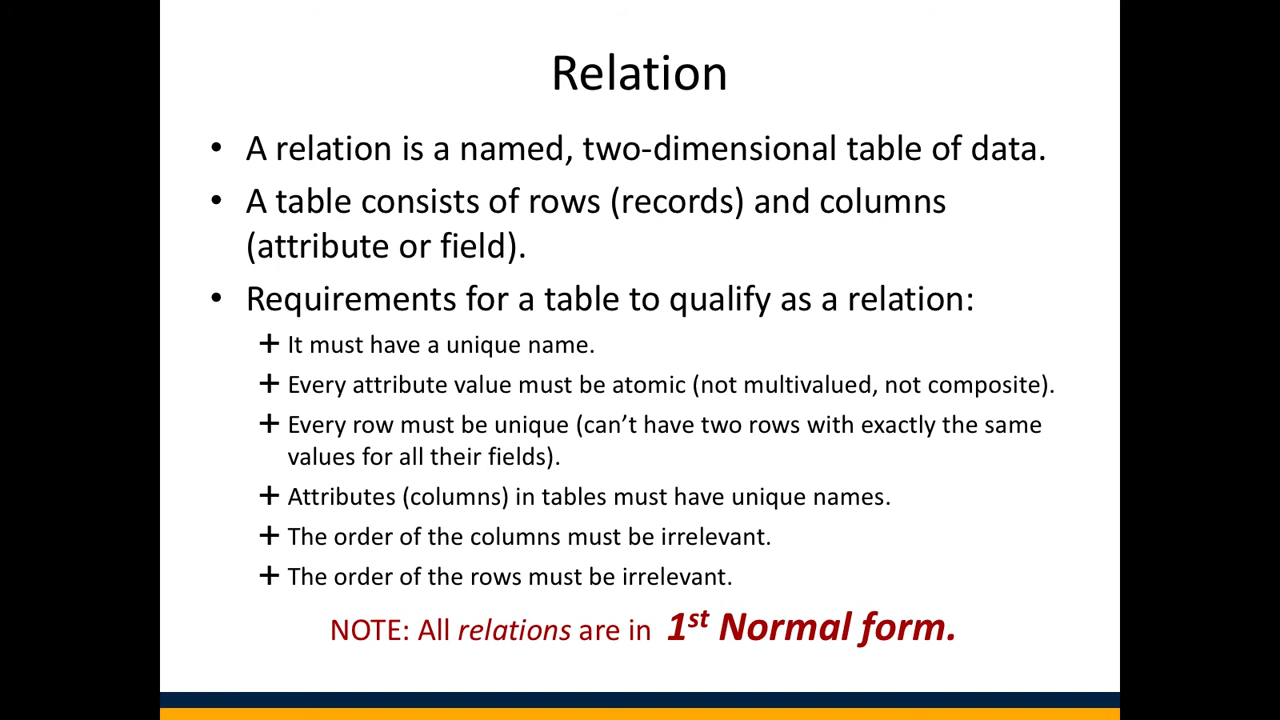 Relation
• A relation is a named, two-dimensional table of data.
• A table consists of rows (records) and columns
(attribute or field).
• Requirements for a table to qualify as a relation:
+ It must have a unique name.
+ Every attribute value must be atomic (not multivalued, not composite).
+ Every row must be unique (can’t have two rows with exactly the same
values for all their fields).
+ Attributes (columns) in tables must have unique names.
+ The order of the columns must be irrelevant.
+ The order of the rows must be irrelevant.
NOTE: All relations are in 1st Normal form.